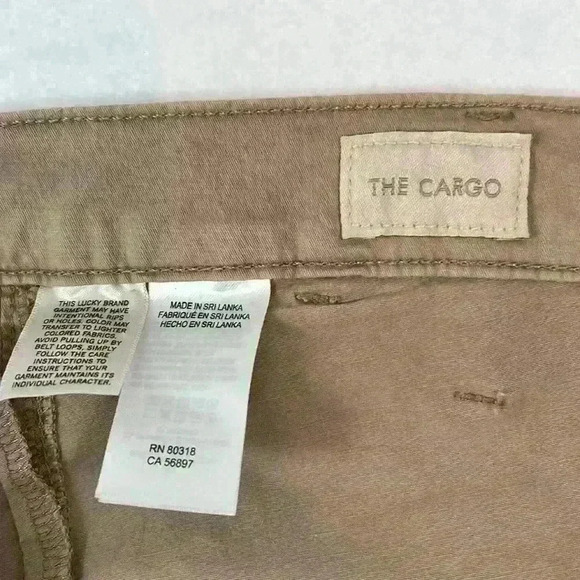 THE CARGO
THIS LUCKY BRAND
GARMENT MAY HAVE
INTENTIONAL RIPS
OR HOLES. COLOR MAY
TRANSFER TO LIGHTER
COLORED FABRICS.
AVOID PULLING UP BY
BELT LOOPS, SIMPLY
FOLLOW THE CARE
INSTRUCTIONS TO
ENSURE THAT YOUR
GARMENT MAINTAINS ITS
INDIVIDUAL CHARACTER.
MADE IN SRI LANKA
FABRIQUÉ EN SRI LANKA
HECHO EN SRI LANKA
RN 80318
CA 56897